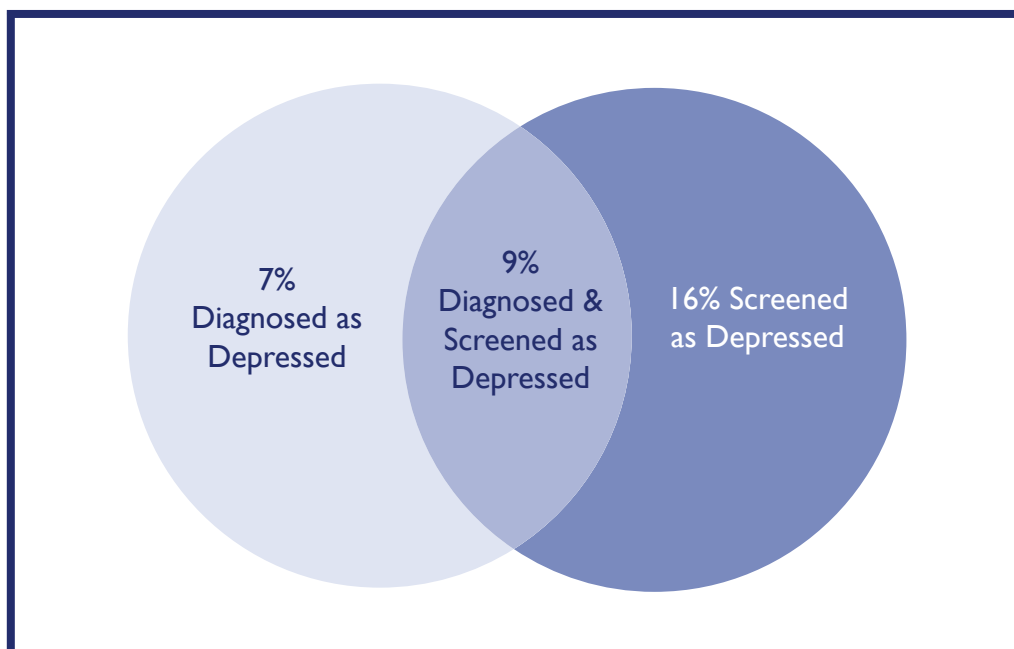 7%
Diagnosed as
Depressed
9%
Diagnosed &
Screened as
Depressed
16% Screened
as Depressed